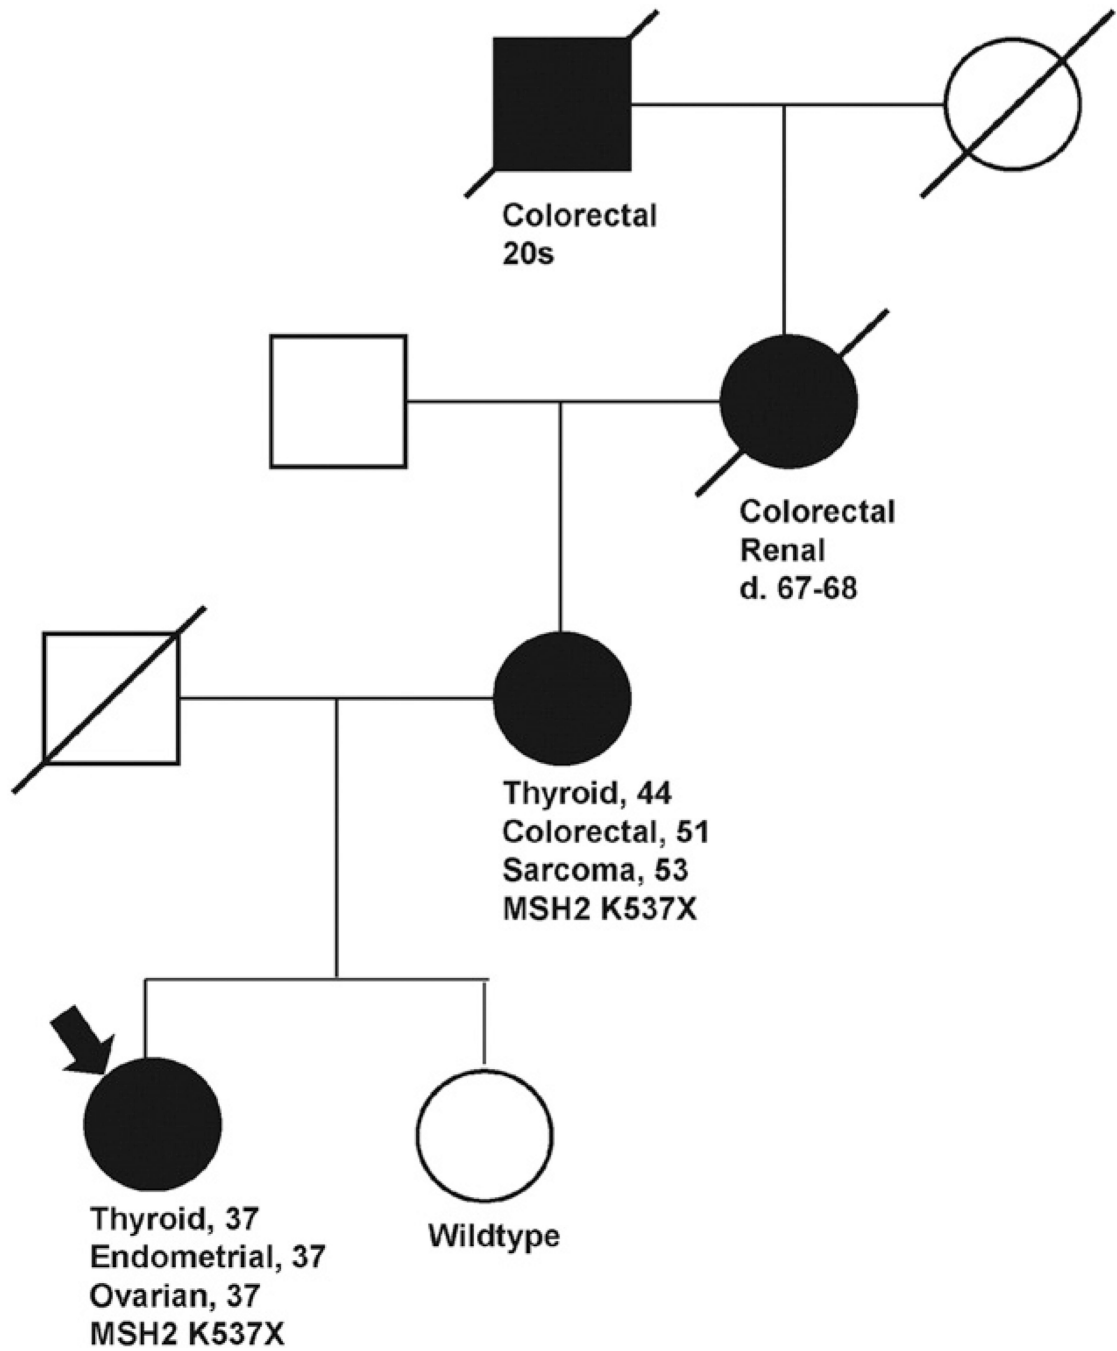 Colorectal
20s
Colorectal
Renal
d. 67-68
Thyroid, 44
Colorectal, 51
Sarcoma, 53
MSH2 K537X
Thyroid, 37
Endometrial, 37
Ovarian, 37
MSH2 K537X
Wildtype